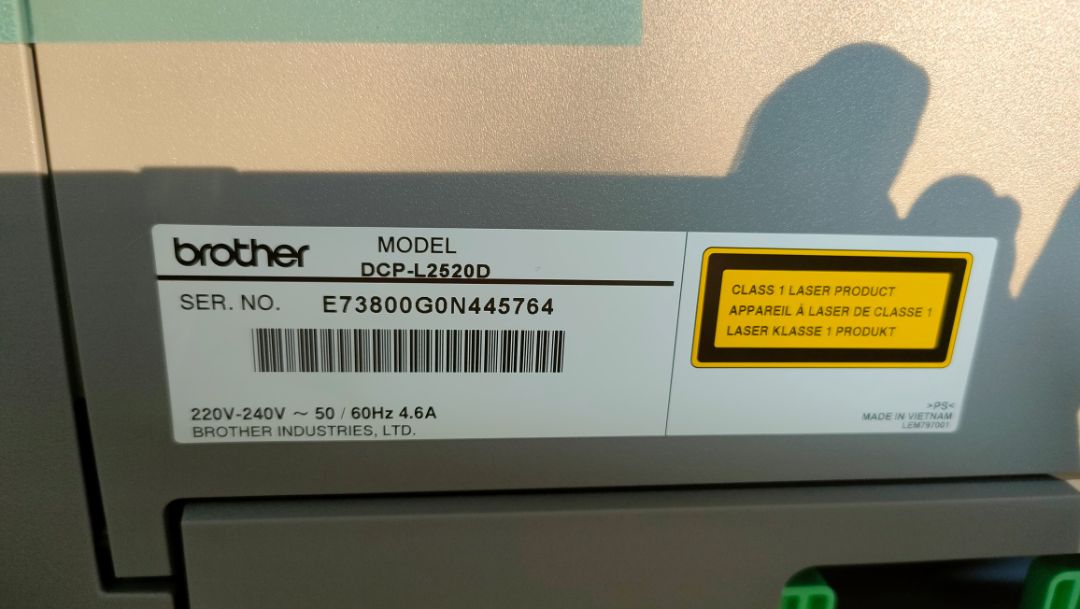 brother
MODEL
DCP-L2520D
SER. NO. E73800G0N445764
220V-240V ~ 50 / 60Hz 4.6A
BROTHER INDUSTRIES, LTD.
CLASS 1 LASER PRODUCT
APPAREIL À LASER DE CLASSE 1
LASER KLASSE 1 PRODUKT
>PS<
MADE IN VIETNAM
LEM797001